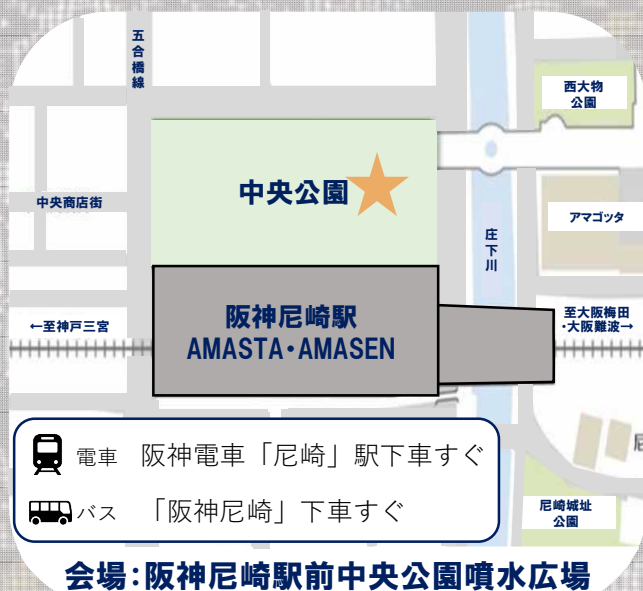 五合橋線
西大物
公園
中央公園
中央商店街
アマゴッタ
庄下川
←至神戸三宮
阪神尼崎駅
AMASTA・AMASEN
至大阪梅田
・大阪難波→
電車 阪神電車「尼崎」駅下車すぐ
バス 「阪神尼崎」下車すぐ
尼崎城址
公園
会場:阪神尼崎駅前中央公園噴水広場